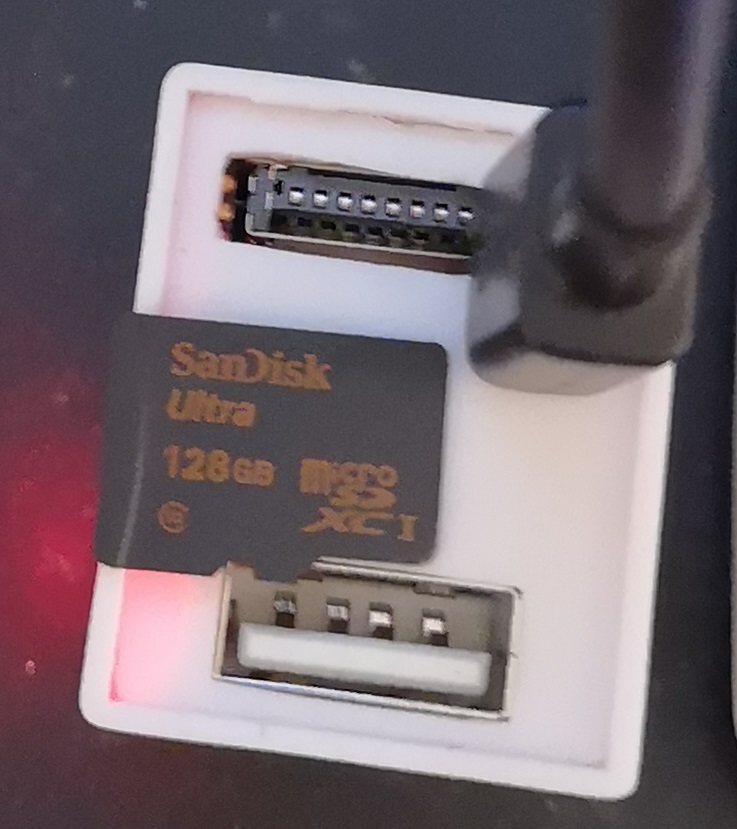 SanDisk
Ultra
128GB micro
SD
XC I